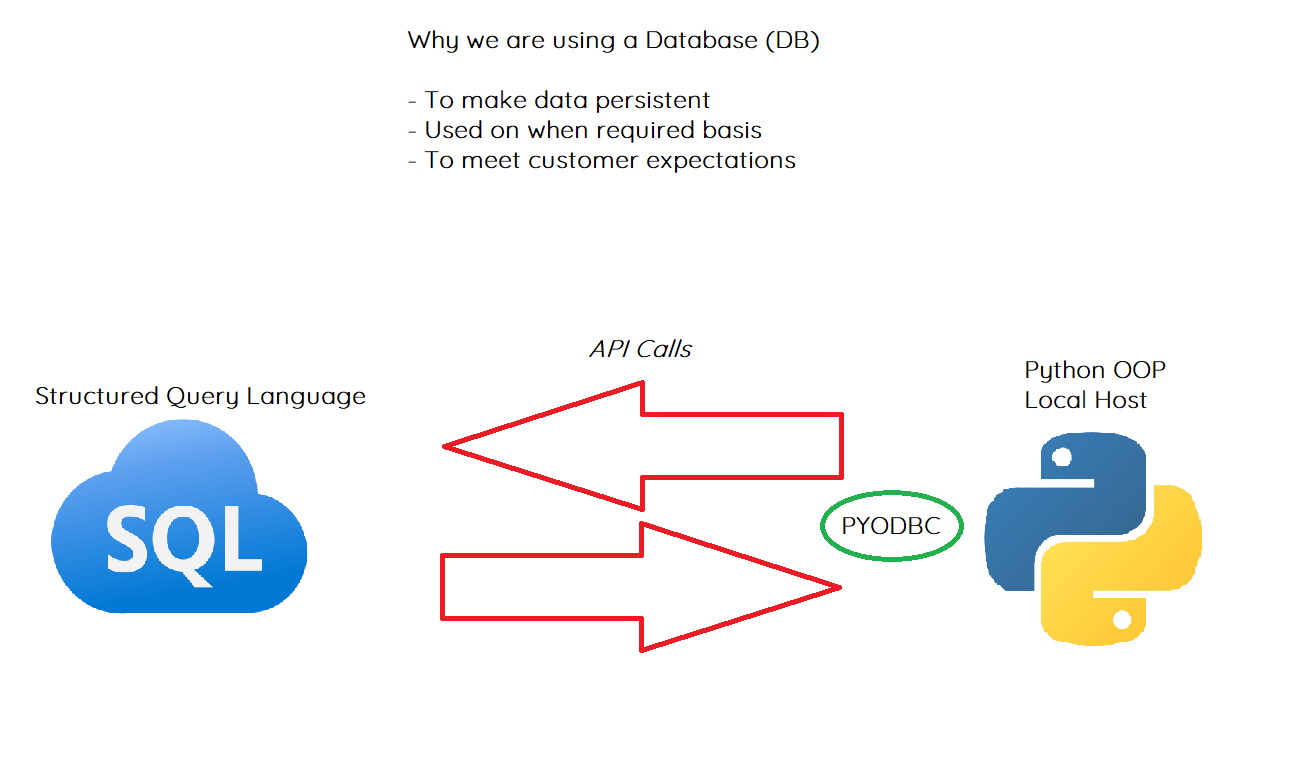 Why we are using a Database (DB)
- To make data persistent
- Used on when required basis
- To meet customer expectations
API Calls
Structured Query Language
SQL
Python OOP
Local Host
PYODBC